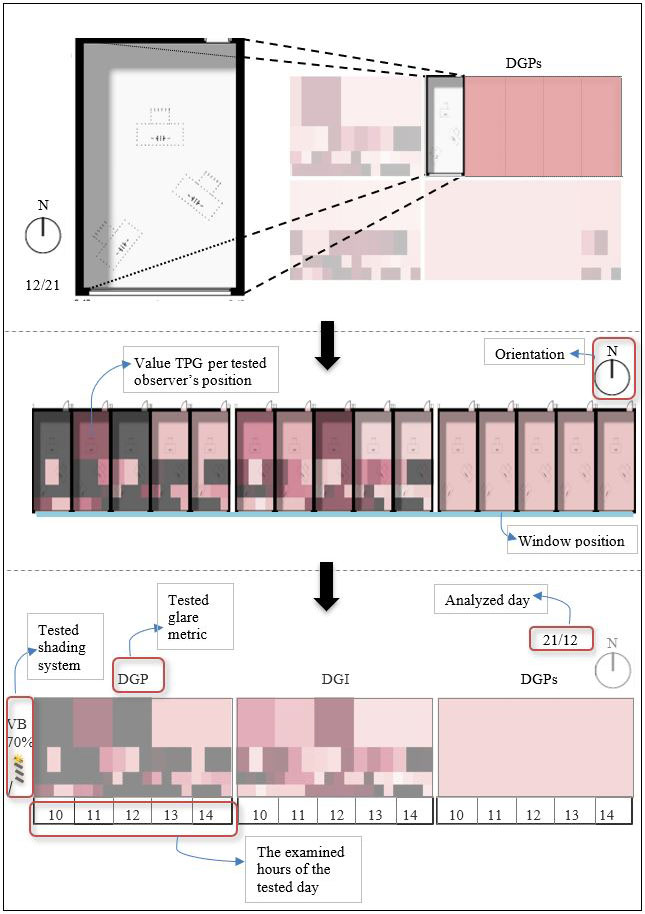 DGPs
N
12/21
Value TPG per tested
observer's position
Orientation
N
Window position
Analyzed day
Tested
glare
metric
Tested
shading
system
21/12
N
DGP
DGI
DGPs
VB
70%
/
10 11 12 13 14 10 11 12 13 14 10 11 12 13 14
The examined
hours of the
tested day